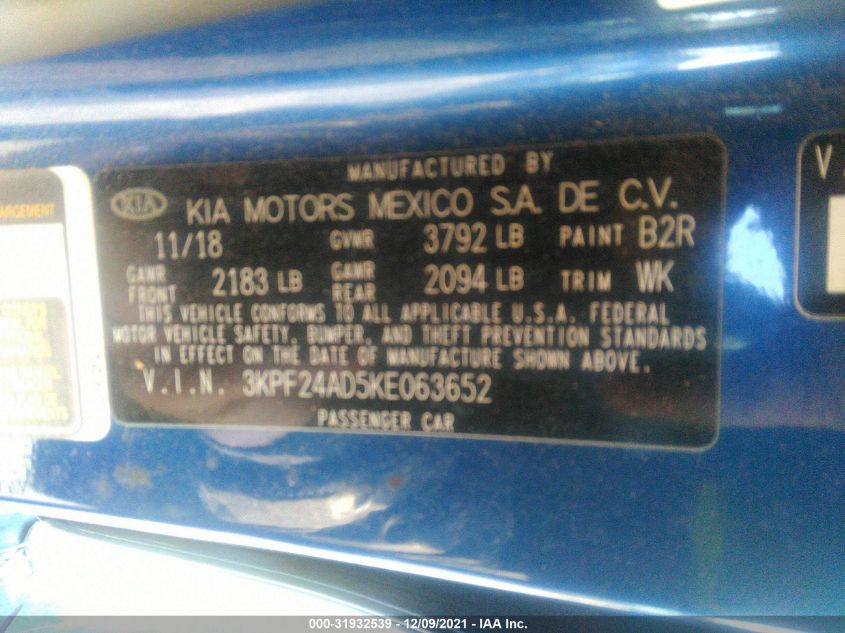 MANUFACTURED BY
KIA KIA MOTORS MEXICO S.A. DE C.V.
11/18 GVWR 3792 LB PAINT B2R
GAWR FRONT 2183 LB GAWR REAR 2094 LB TRIM WK
THIS VEHICLE CONFORMS TO ALL APPLICABLE U.S.A. FEDERAL
MOTOR VEHICLE SAFETY, BUMPER, AND THEFT PREVENTION STANDARDS
IN EFFECT ON THE DATE OF MANUFACTURE SHOWN ABOVE.
V.I.N. 3KPF24AD5KE063652
PASSENGER CAR
000-31932539 - 12/09/2021 - IAA Inc.